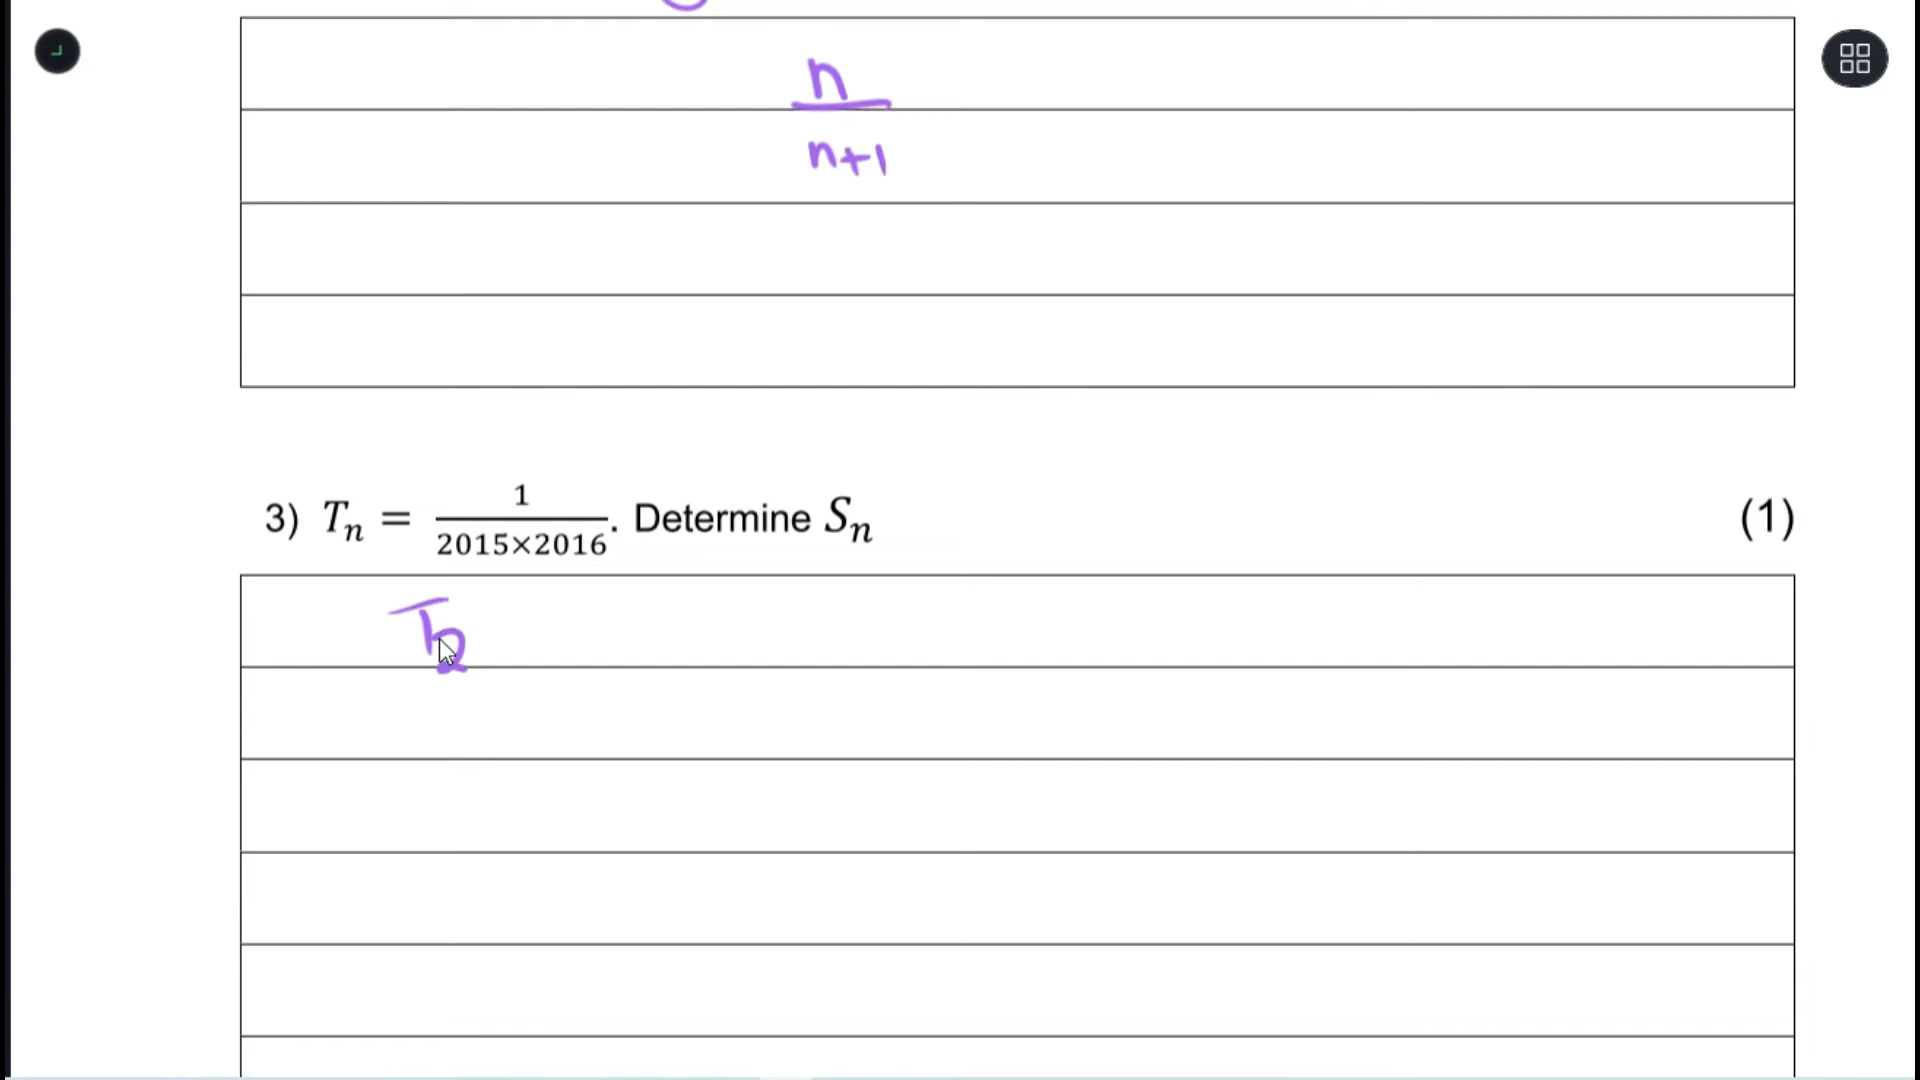 n
n+1
3) Tₙ = 1/2015×2016. Determine Sₙ (1)
T₂